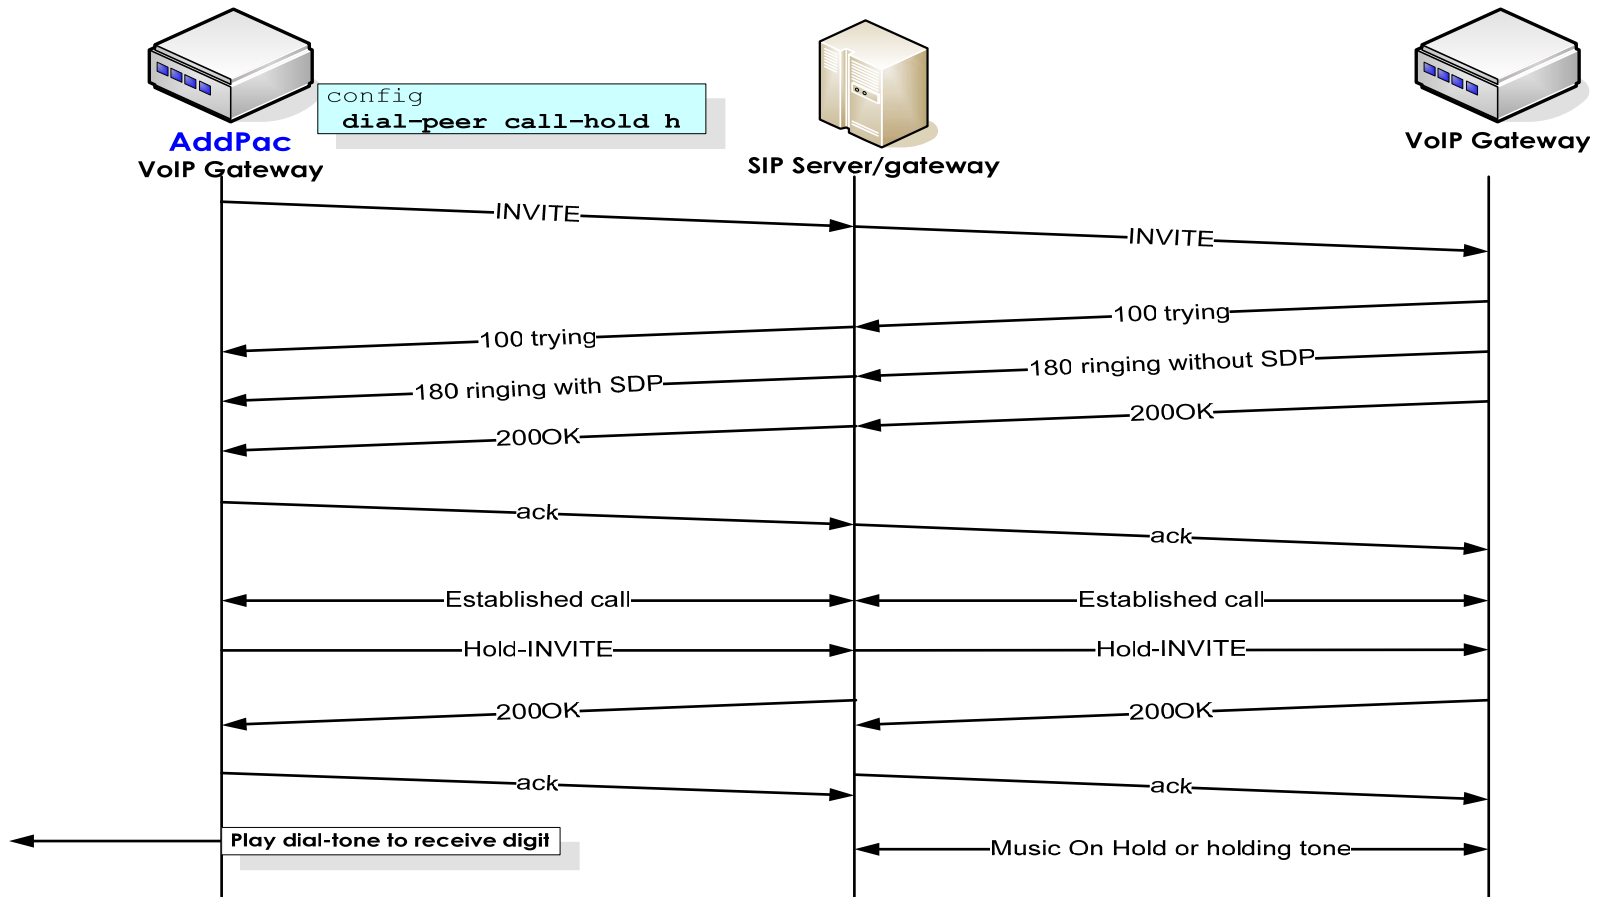 config
dial-peer call-hold h
AddPac
VoIP Gateway
SIP Server/gateway
VoIP Gateway
INVITE
INVITE
100 trying
100 trying
180 ringing without SDP
180 ringing with SDP
200OK
200OK
ack
ack
Established call
Established call
Hold-INVITE
Hold-INVITE
200OK
200OK
ack
ack
Play dial-tone to receive digit
Music On Hold or holding tone